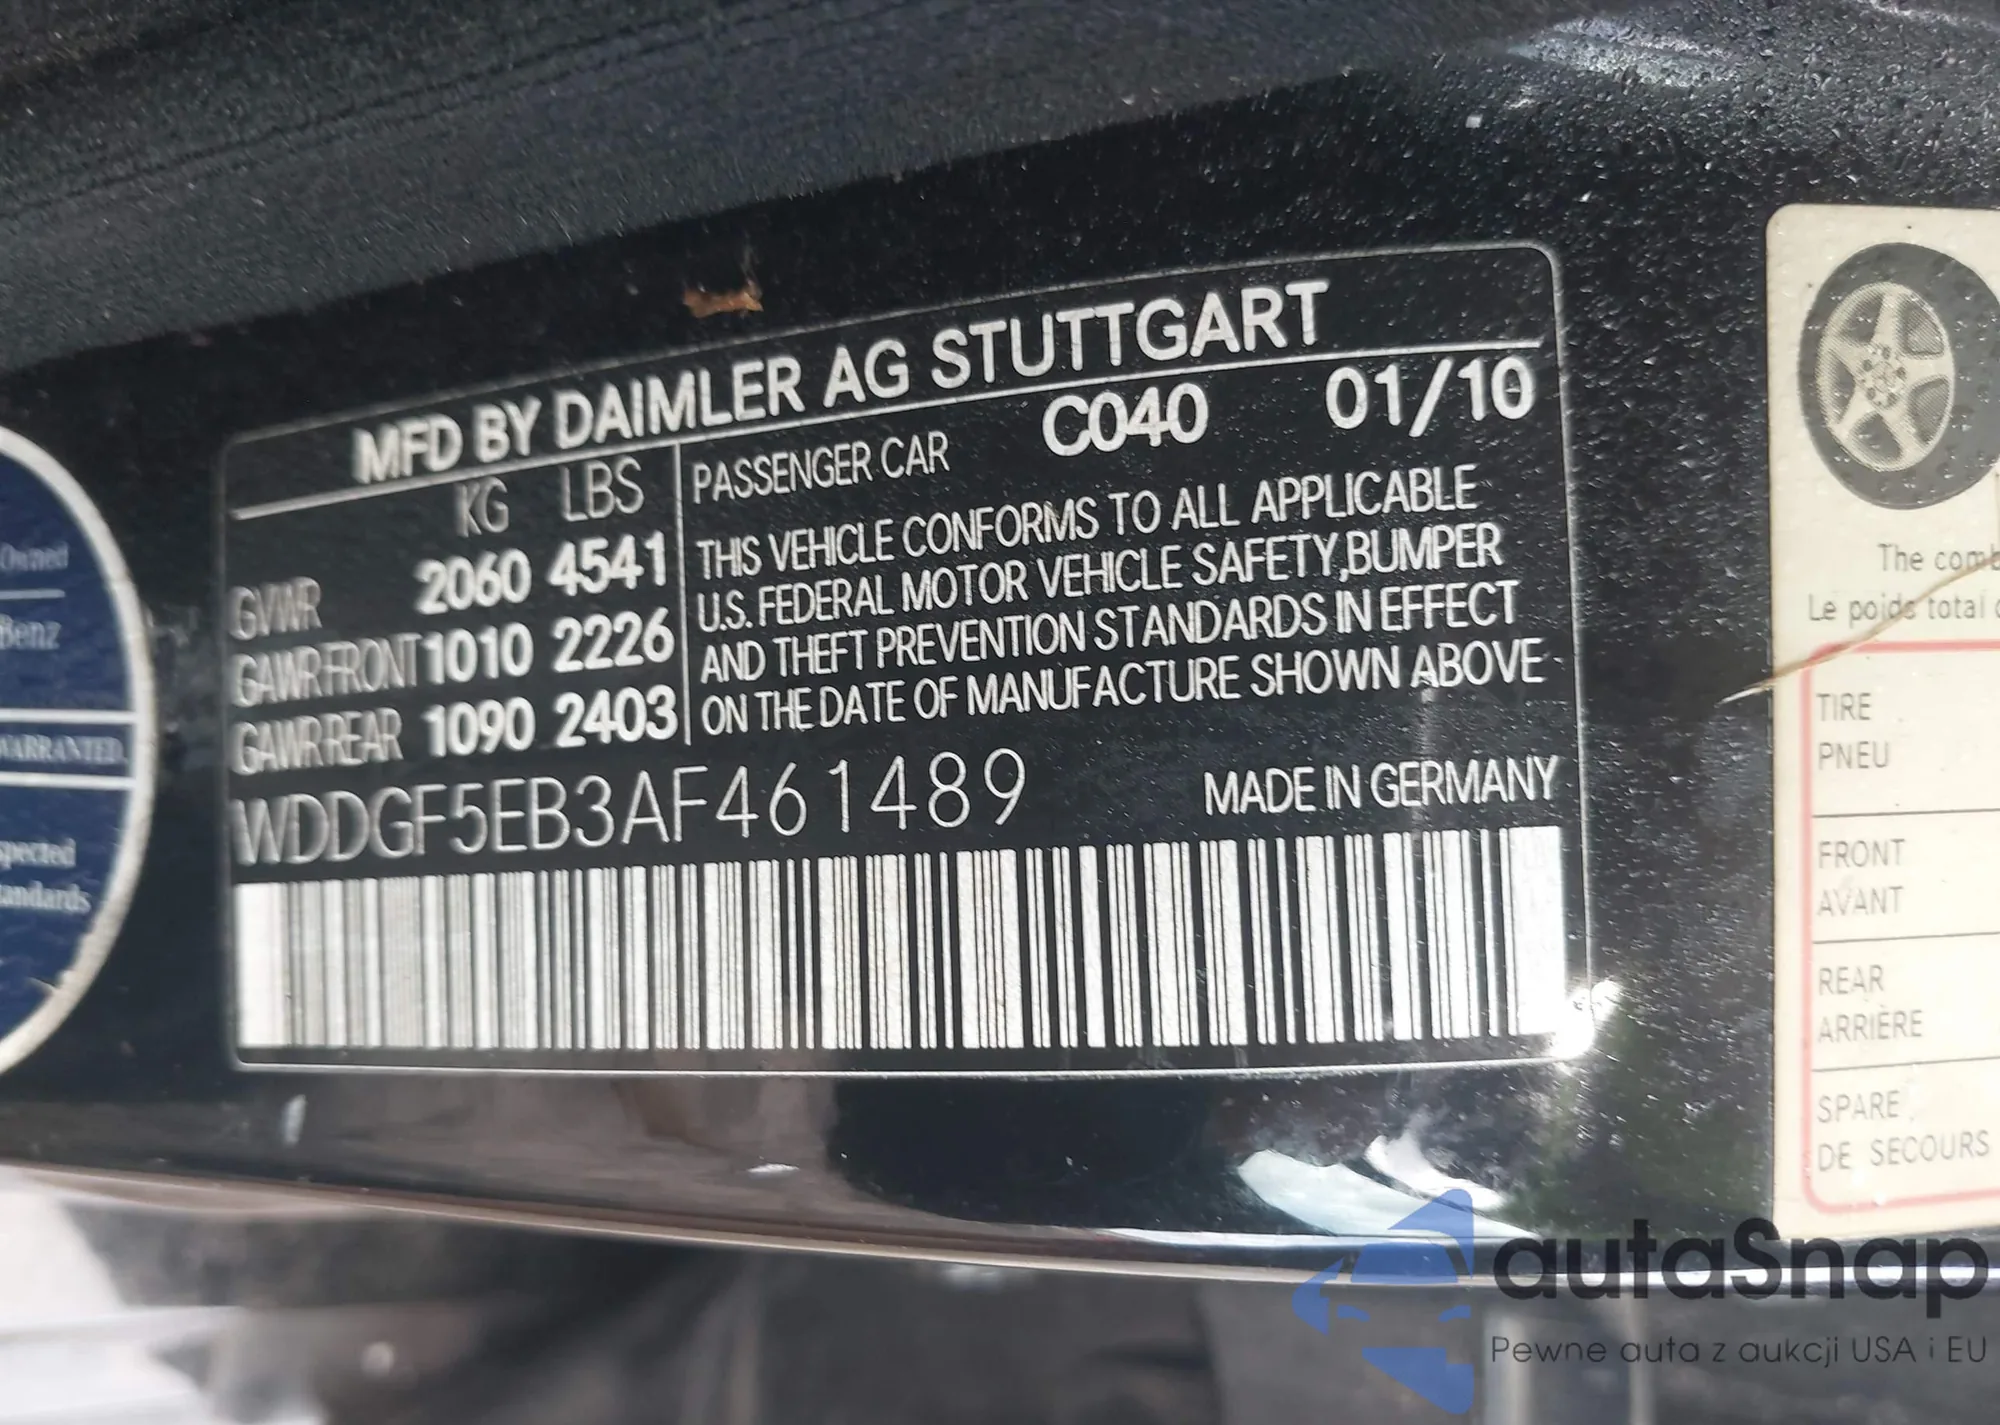 MFD BY DAIMLER AG STUTTGART
KG LBS
GVWR 2060 4541
GAWR FRONT 1010 2226
GAWR REAR 1090 2403
PASSENGER CAR C040 01/10
THIS VEHICLE CONFORMS TO ALL APPLICABLE
U.S. FEDERAL MOTOR VEHICLE SAFETY,BUMPER
AND THEFT PREVENTION STANDARDS IN EFFECT
ON THE DATE OF MANUFACTURE SHOWN ABOVE
WDDGF5EB3AF461489 MADE IN GERMANY
Owned
Benz
WARRANTED.
spected
tandards
The comb
Le poids total
TIRE
PNEU
FRONT
AVANT
REAR
ARRIÈRE
SPARE
DE SECOURS
autaSnap
Pewne auta z aukcji USA i EU